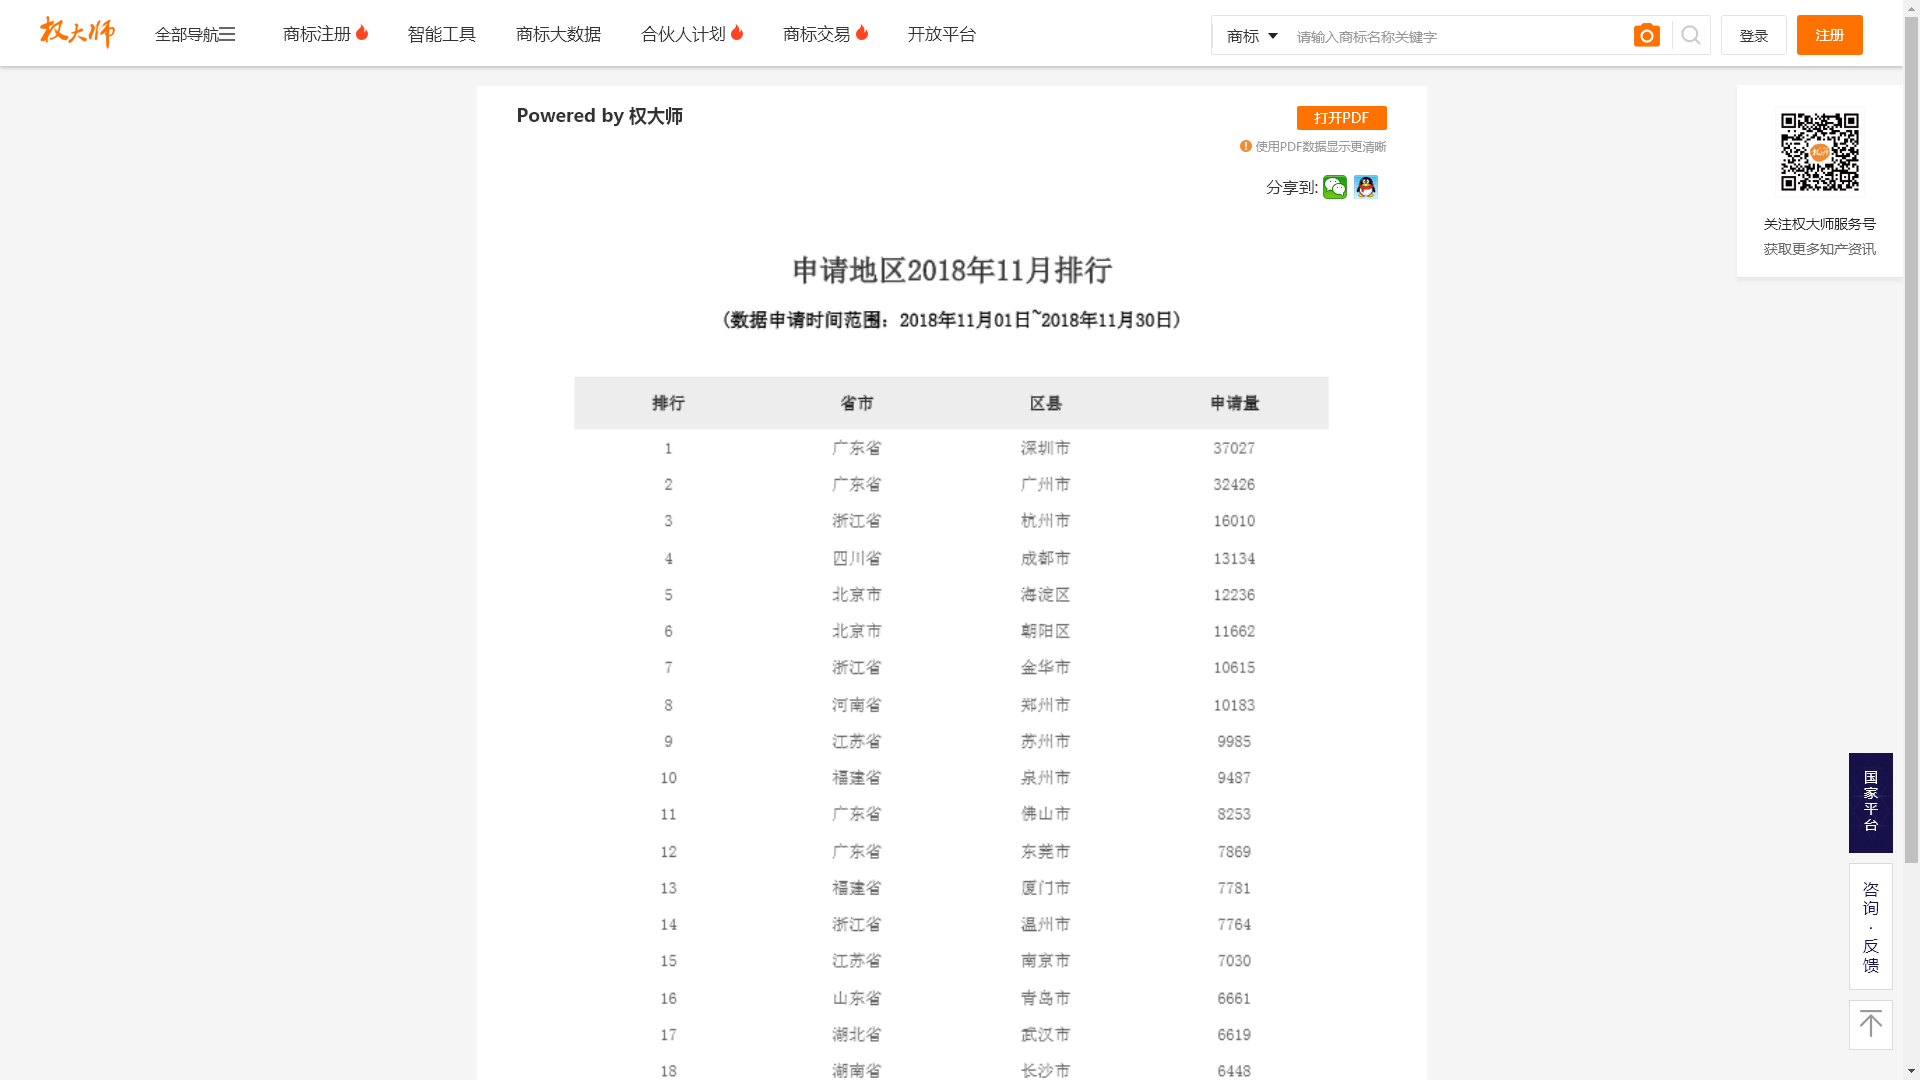 权大师 全部导航 商标注册 智能工具 商标大数据 合伙人计划 商标交易 开放平台 商标 请输入商标名称关键字 登录 注册
Powered by 权大师
打开PDF
使用PDF数据显示更清晰
分享到:
关注权大师服务号
获取更多知产资讯
申请地区2018年11月排行
(数据申请时间范围：2018年11月01日~2018年11月30日)
排行 省市 区县 申请量
1 广东省 深圳市 37027
2 广东省 广州市 32426
3 浙江省 杭州市 16010
4 四川省 成都市 13134
5 北京市 海淀区 12236
6 北京市 朝阳区 11662
7 浙江省 金华市 10615
8 河南省 郑州市 10183
9 江苏省 苏州市 9985
10 福建省 泉州市 9487
11 广东省 佛山市 8253
12 广东省 东莞市 7869
13 福建省 厦门市 7781
14 浙江省 温州市 7764
15 江苏省 南京市 7030
16 山东省 青岛市 6661
17 湖北省 武汉市 6619
18 湖南省 长沙市 6448
国家平台
咨询·反馈